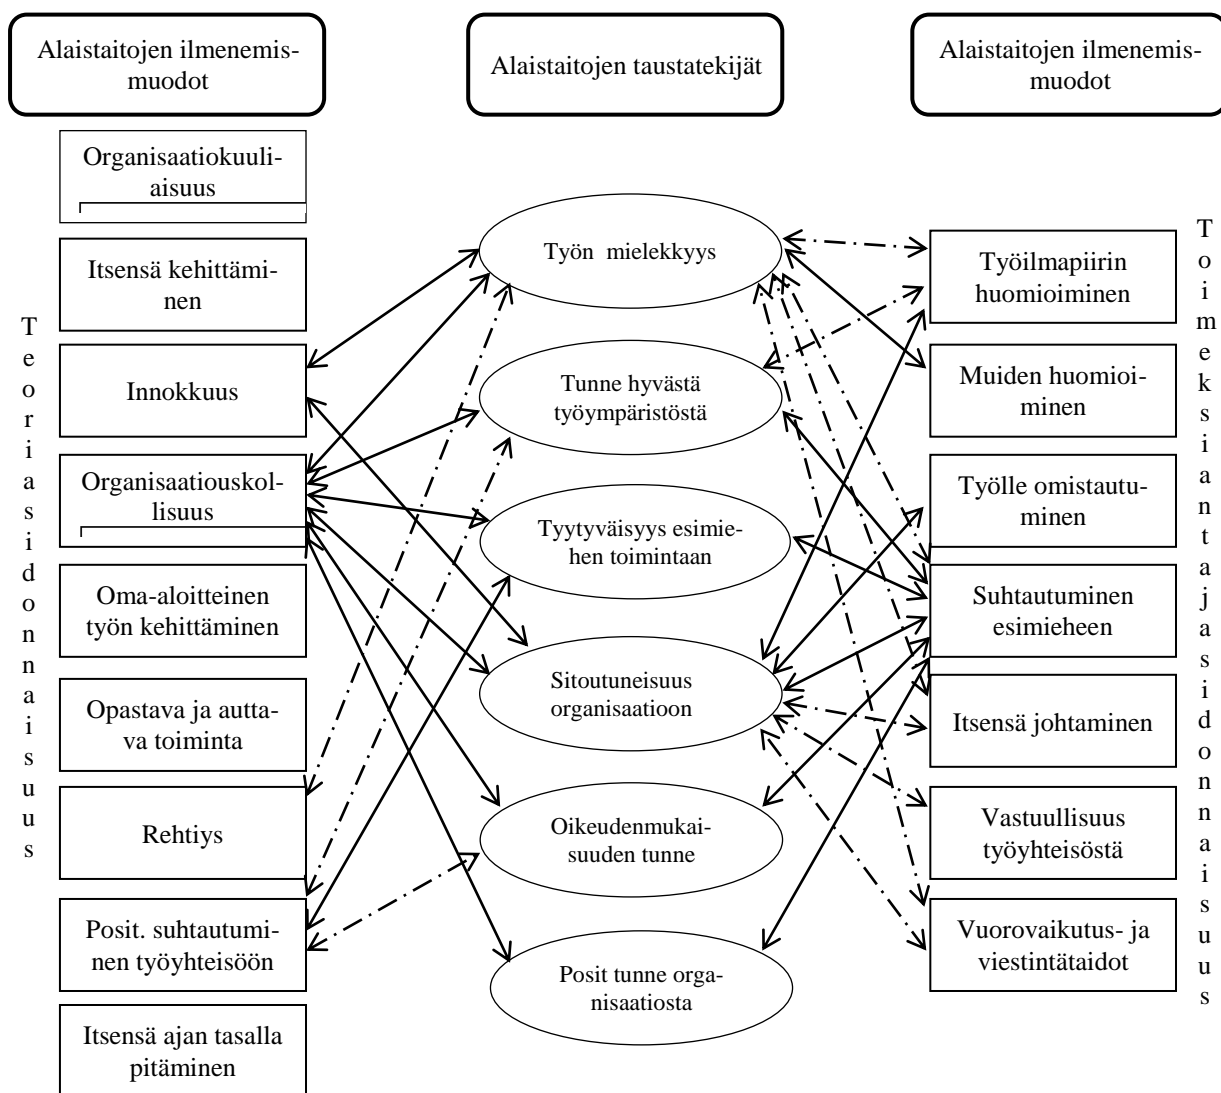 Alaistaitojen ilmenemis-
muodot
Alaistaitojen taustatekijät
Alaistaitojen ilmenemis-
muodot
Teoriasidonnaisuus
Organisaatiokuuli-
aisuus
Itsensä kehittämi-
nen
Innokkuus
Organisaatiouskol-
lisuus
Oma-aloitteinen
työn kehittäminen
Opastava ja autta-
va toiminta
Rehtiys
Posit. suhtautumi-
nen työyhteisöön
Itsensä ajan tasalla
pitäminen
Työn mielekkyys
Tunne hyvästä
työympäristöstä
Tyytyväisyys esimie-
hen toimintaan
Sitoutuneisuus
organisaatioon
Oikeudenmukai-
suuden tunne
Posit tunne orga-
nisaatiosta
Työilmapiirin
huomioiminen
Muiden huomioi-
minen
Työlle omistautu-
minen
Suhtautuminen
esimieheen
Itsensä johtaminen
Vastuullisuus
työyhteisöstä
Vuorovaikutus- ja
viestintätaidot
Toimeksiantajasidonnaisuus